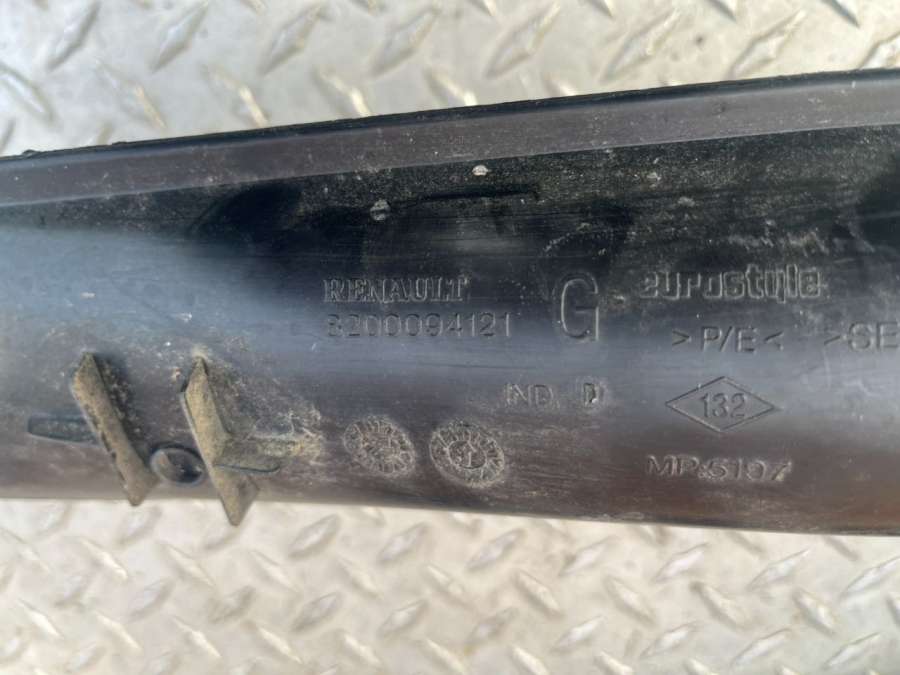 RENAULT
8200094121
G
eurostyle
>P/E< >SE
IND D
132
MP.5107